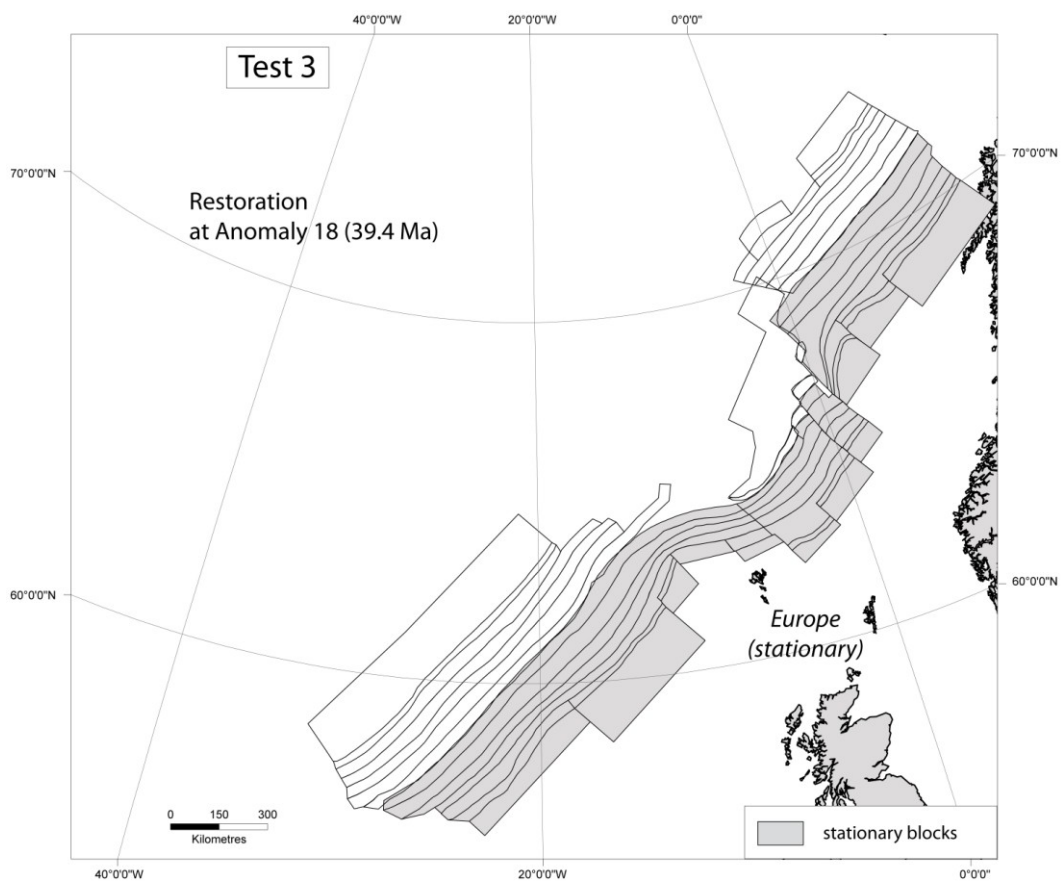 40°0'0"W
20°0'0"W
0°0'0"
Test 3
70°0'0"N
70°0'0"N
Restoration
at Anomaly 18 (39.4 Ma)
60°0'0"N
60°0'0"N
Europe
(stationary)
0
150
300
Kilometres
stationary blocks
40°0'0"W
20°0'0"W
0°0'0"